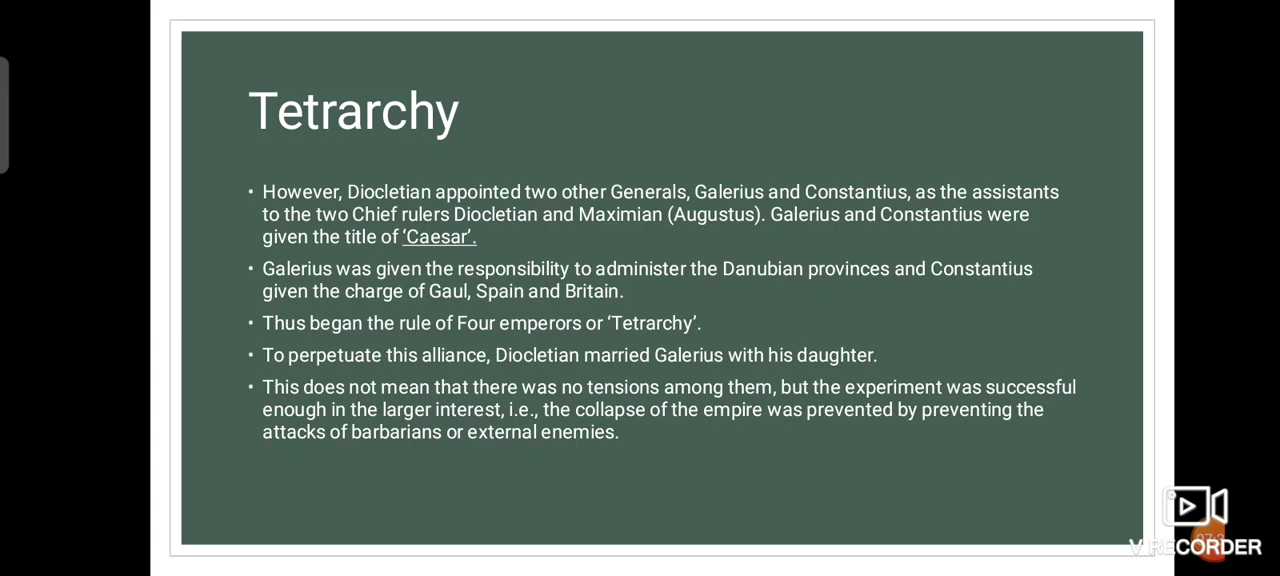 Tetrarchy
• However, Diocletian appointed two other Generals, Galerius and Constantius, as the assistants
to the two Chief rulers Diocletian and Maximian (Augustus). Galerius and Constantius were
given the title of ‘Caesar’.
• Galerius was given the responsibility to administer the Danubian provinces and Constantius
given the charge of Gaul, Spain and Britain.
• Thus began the rule of Four emperors or ‘Tetrarchy’.
• To perpetuate this alliance, Diocletian married Galerius with his daughter.
• This does not mean that there was no tensions among them, but the experiment was successful
enough in the larger interest, i.e., the collapse of the empire was prevented by preventing the
attacks of barbarians or external enemies.
V RECORDER